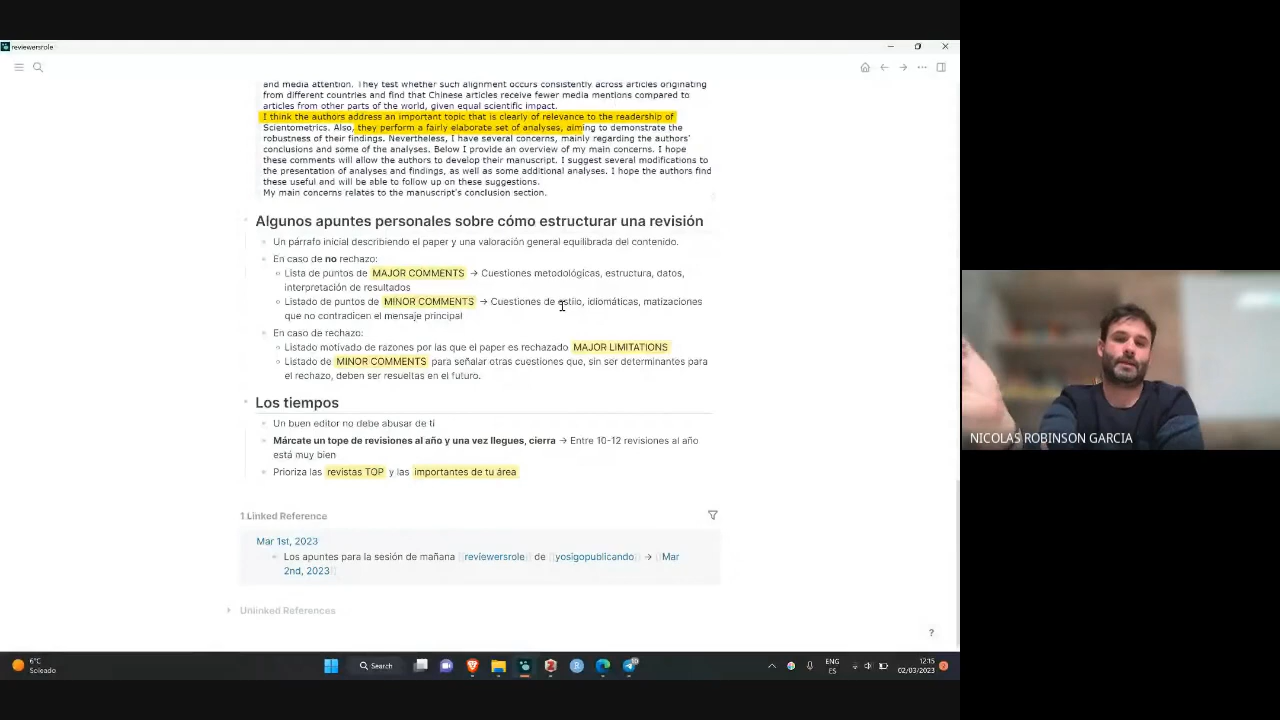 reviewersrole
and media attention. They test whether such alignment occurs consistently across articles originating
from different countries and find that Chinese articles receive fewer media mentions compared to
articles from other parts of the world, given equal scientific impact.
I think the authors address an important topic that is clearly of relevance to the readership of
Scientometrics. Also, they perform a fairly elaborate set of analyses, aiming to demonstrate the
robustness of their findings. Nevertheless, I have several concerns, mainly regarding the authors'
conclusions and some of the analyses. Below I provide an overview of my main concerns. I hope
these comments will allow the authors to develop their manuscript. I suggest several modifications to
the presentation of analyses and findings, as well as some additional analyses. I hope the authors find
these useful and will be able to follow up on these suggestions.
My main concerns relates to the manuscript's conclusion section.
Algunos apuntes personales sobre cómo estructurar una revisión
Un párrafo inicial describiendo el paper y una valoración general equilibrada del contenido.
En caso de no rechazo:
Lista de puntos de MAJOR COMMENTS → Cuestiones metodológicas, estructura, datos,
interpretación de resultados
Listado de puntos de MINOR COMMENTS → Cuestiones de estilo, idiomáticas, matizaciones
que no contradicen el mensaje principal
En caso de rechazo:
Listado motivado de razones por las que el paper es rechazado MAJOR LIMITATIONS
Listado de MINOR COMMENTS para señalar otras cuestiones que, sin ser determinantes para
el rechazo, deben ser resueltas en el futuro.
Los tiempos
Un buen editor no debe abusar de ti
Márcate un tope de revisiones al año y una vez llegues, cierra → Entre 10-12 revisiones al año
está muy bien
Prioriza las revistas TOP y las importantes de tu área
1 Linked Reference
Mar 1st, 2023
Los apuntes para la sesión de mañana [[reviewersrole]] de [[yosigopublicando]] → [[Mar
2nd, 2023]]
Unlinked References
?
NICOLAS ROBINSON GARCIA
6°C
Soleado
Search
ENG
ES
12:15
02/03/2023